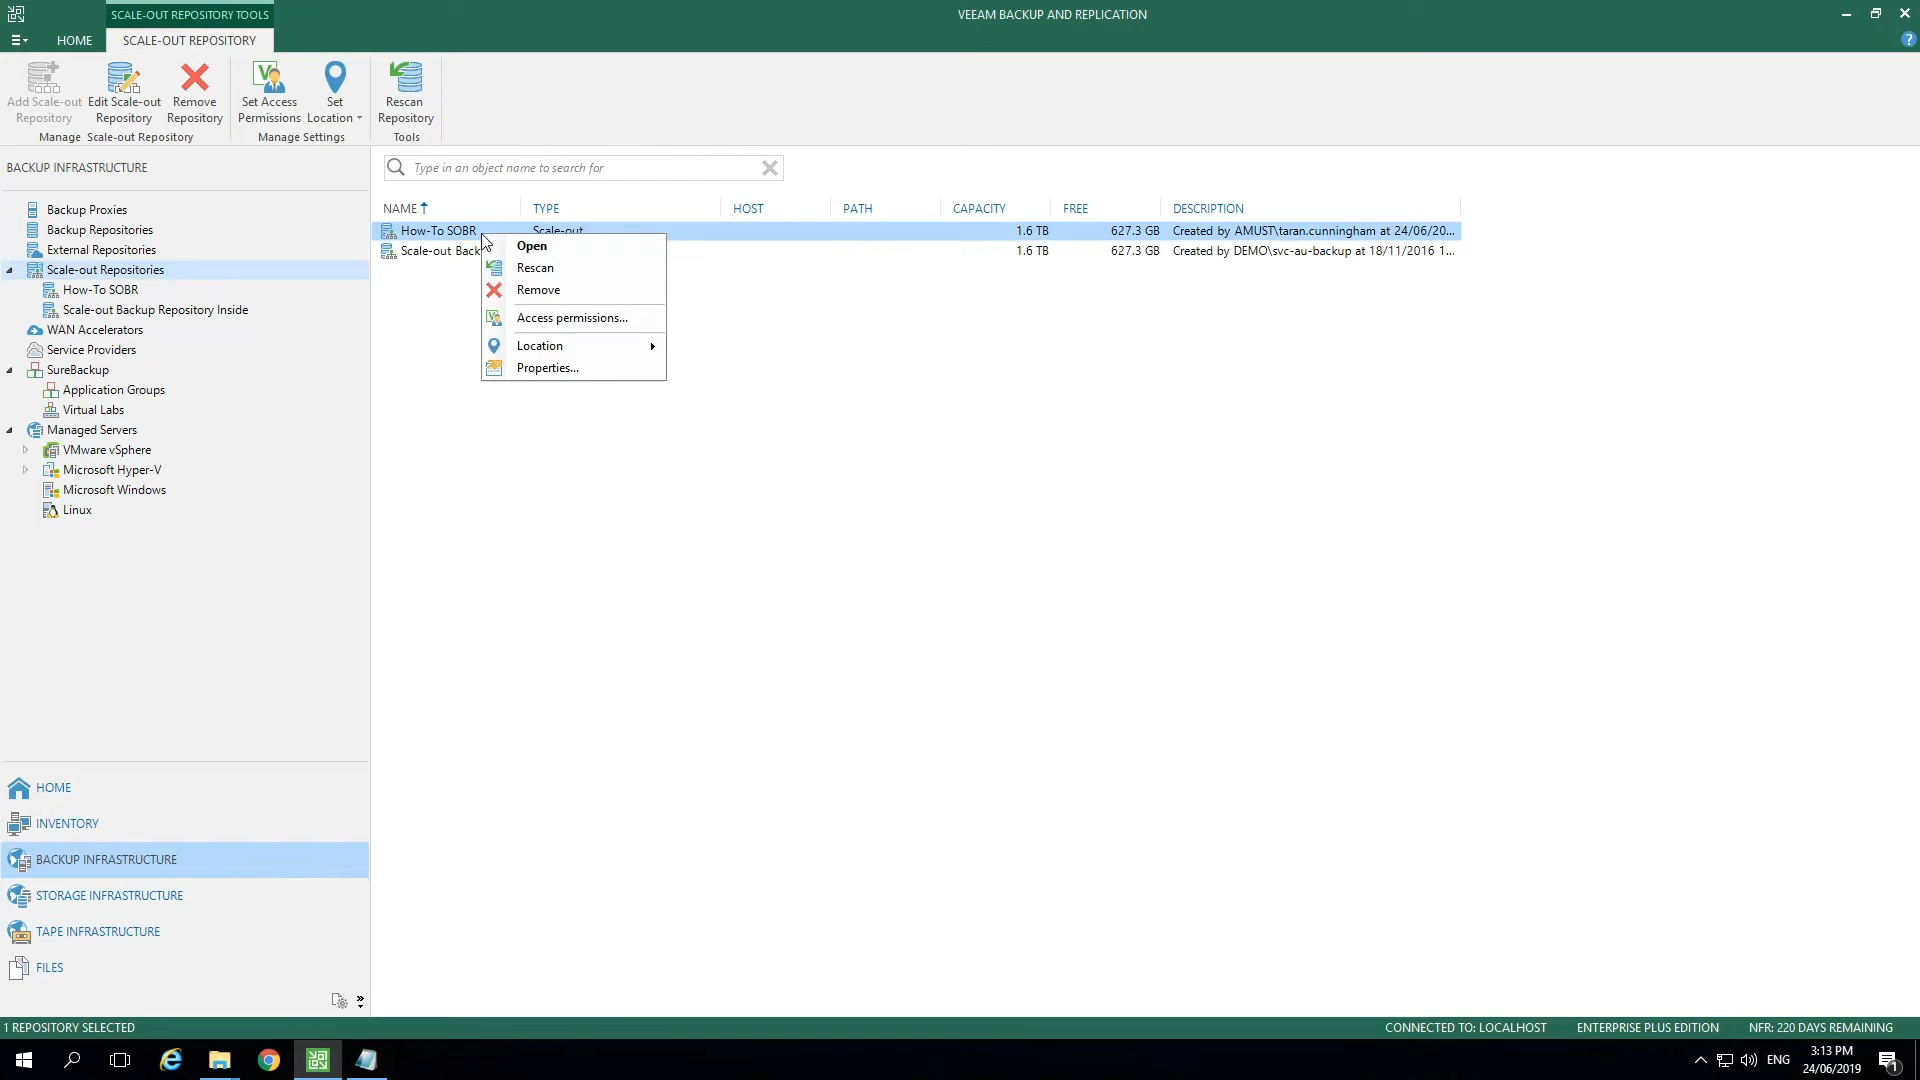 SCALE-OUT REPOSITORY TOOLS
VEEAM BACKUP AND REPLICATION
HOME
SCALE-OUT REPOSITORY
Add Scale-out Repository
Edit Scale-out Repository
Remove Repository
Set Access Permissions
Set Location
Rescan Repository
Manage Scale-out Repository
Manage Settings
Tools
BACKUP INFRASTRUCTURE
Type in an object name to search for
Backup Proxies
Backup Repositories
External Repositories
Scale-out Repositories
How-To SOBR
Scale-out Backup Repository Inside
WAN Accelerators
Service Providers
SureBackup
Application Groups
Virtual Labs
Managed Servers
VMware vSphere
Microsoft Hyper-V
Microsoft Windows
Linux
NAME TYPE HOST PATH CAPACITY FREE DESCRIPTION
How-To SOBR Scale-out 1.6 TB 627.3 GB Created by AMUST\taran.cunningham at 24/06/20...
Scale-out Back 1.6 TB 627.3 GB Created by DEMO\svc-au-backup at 18/11/2016 1...
Open
Rescan
Remove
Access permissions...
Location
Properties...
HOME
INVENTORY
BACKUP INFRASTRUCTURE
STORAGE INFRASTRUCTURE
TAPE INFRASTRUCTURE
FILES
1 REPOSITORY SELECTED
CONNECTED TO: LOCALHOST
ENTERPRISE PLUS EDITION
NFR: 220 DAYS REMAINING
ENG
3:13 PM
24/06/2019
1